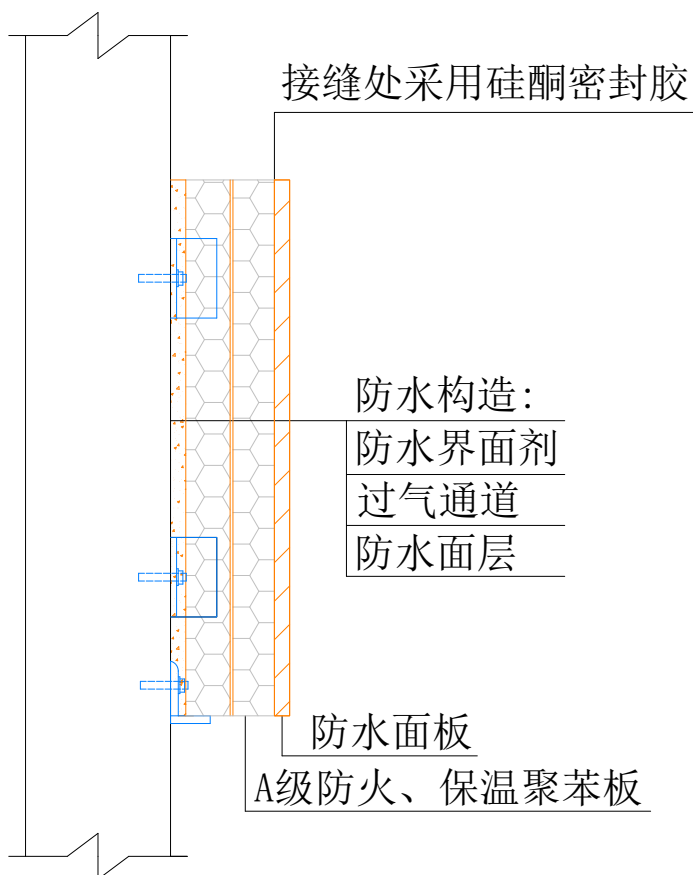 接缝处采用硅酮密封胶
防水构造:
防水界面剂
过气通道
防水面层
防水面板
A级防火、保温聚苯板